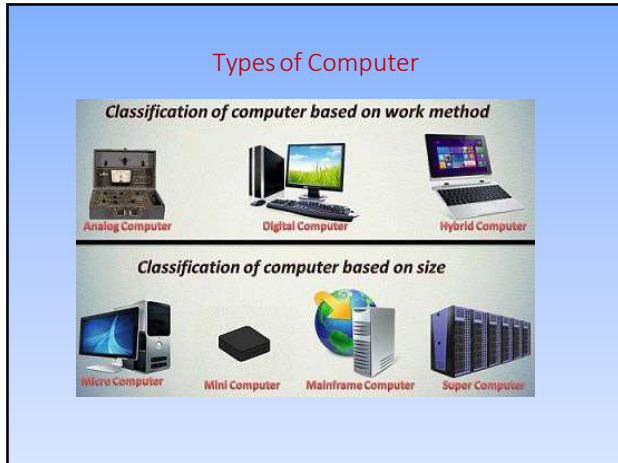 Types of Computer
Classification of computer based on work method
Analog Computer Digital Computer Hybrid Computer
Classification of computer based on size
Micro Computer Mini Computer Mainframe Computer Super Computer